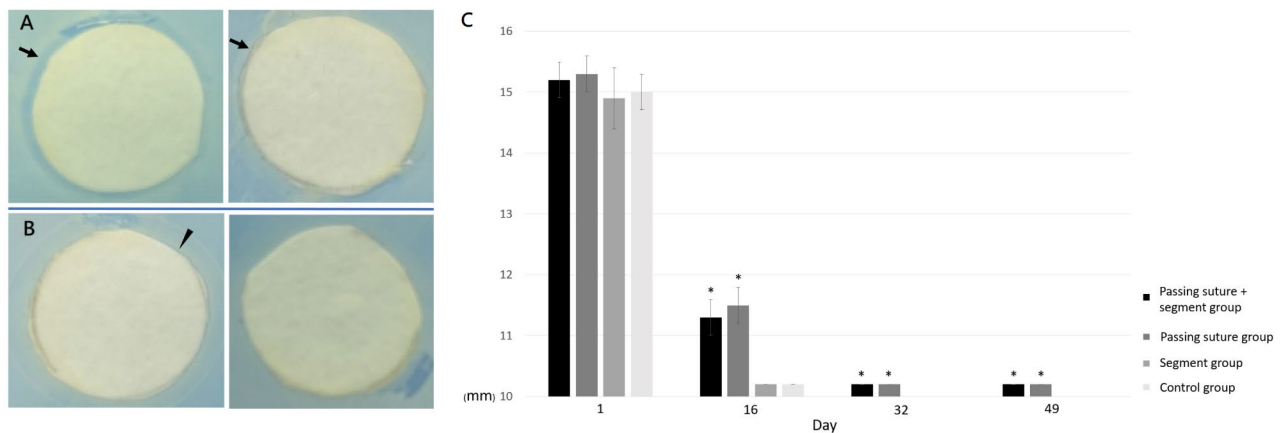 A
B
C
16
15
14
13
12
11
(mm) 10
* *
* *
* *
1 16 32 49
Day
Passing suture +
segment group
Passing suture group
Segment group
Control group